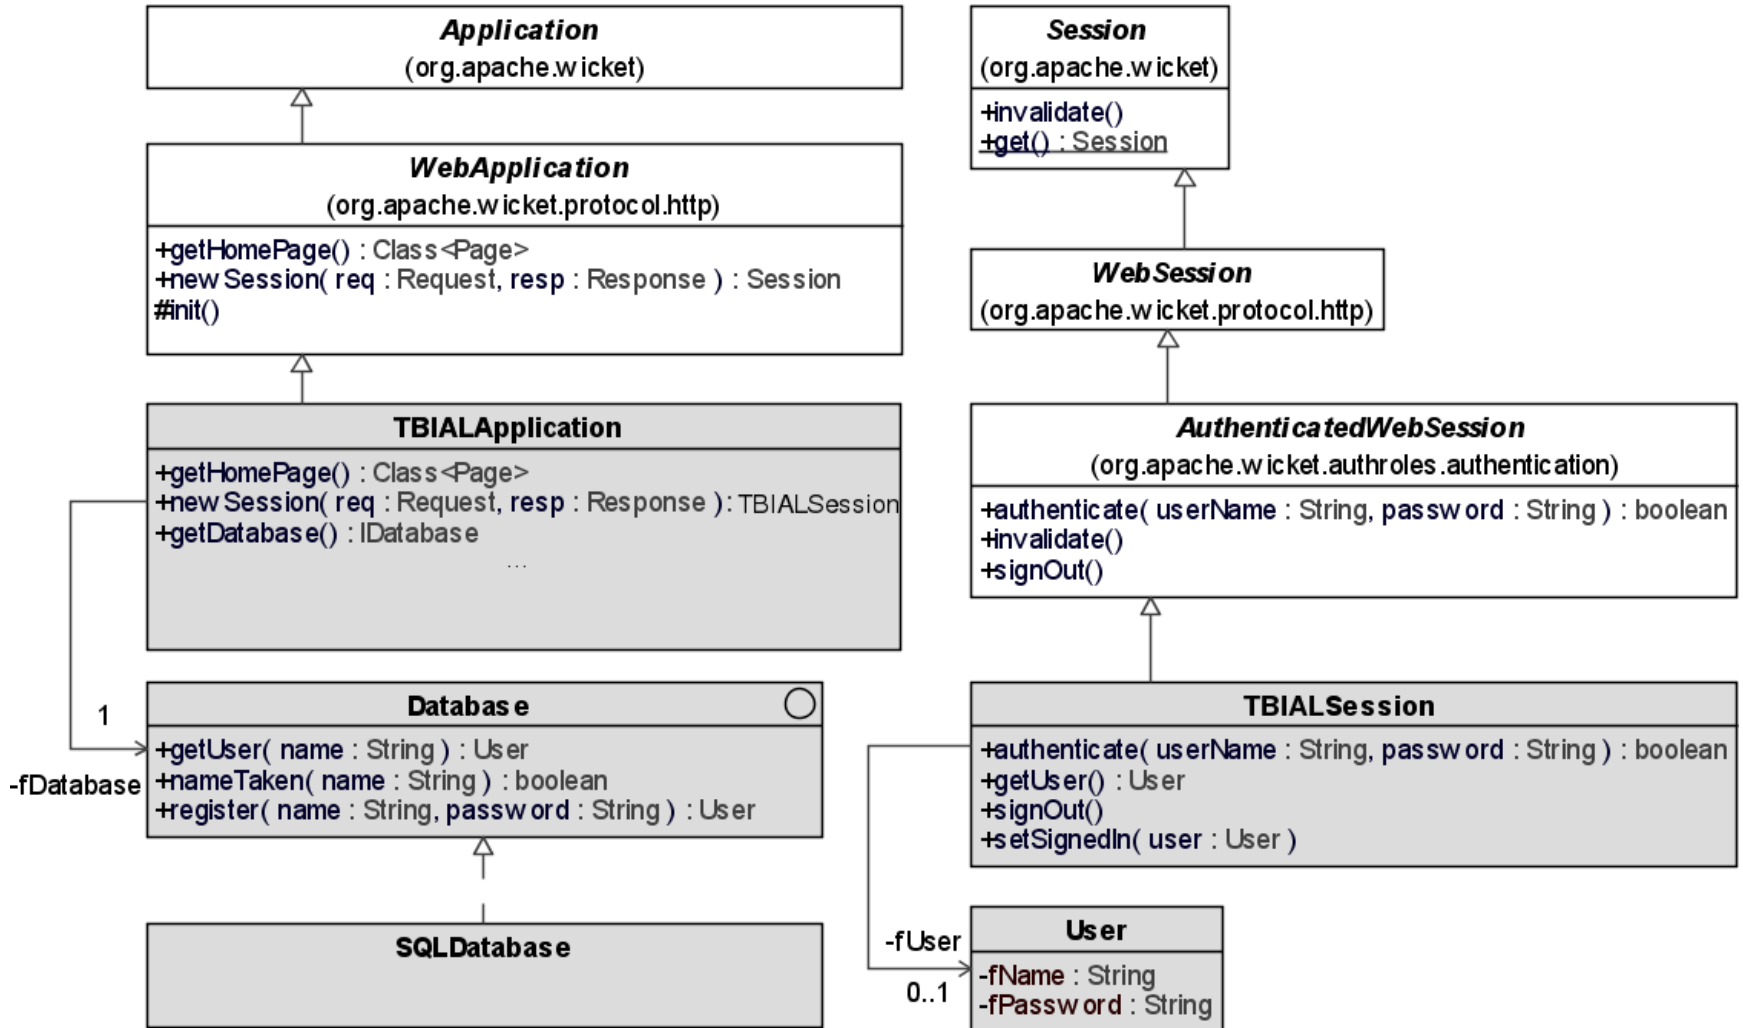 Application
(org.apache.wicket)
WebApplication
(org.apache.wicket.protocol.http)
+getHomePage() : Class<Page>
+newSession( req : Request, resp : Response ) : Session
#init()
TBIALApplication
+getHomePage() : Class<Page>
+newSession( req : Request, resp : Response ) : TBIALSession
+getDatabase() : IDatabase
...
1
-fDatabase
Database
+getUser( name : String ) : User
+nameTaken( name : String ) : boolean
+register( name : String, password : String ) : User
SQLDatabase
Session
(org.apache.wicket)
+invalidate()
+get() : Session
WebSession
(org.apache.wicket.protocol.http)
AuthenticatedWebSession
(org.apache.wicket.authroles.authentication)
+authenticate( userName : String, password : String ) : boolean
+invalidate()
+signOut()
TBIALSession
+authenticate( userName : String, password : String ) : boolean
+getUser() : User
+signOut()
+setSignedIn( user : User )
-fUser
0..1
User
-fName : String
-fPassword : String